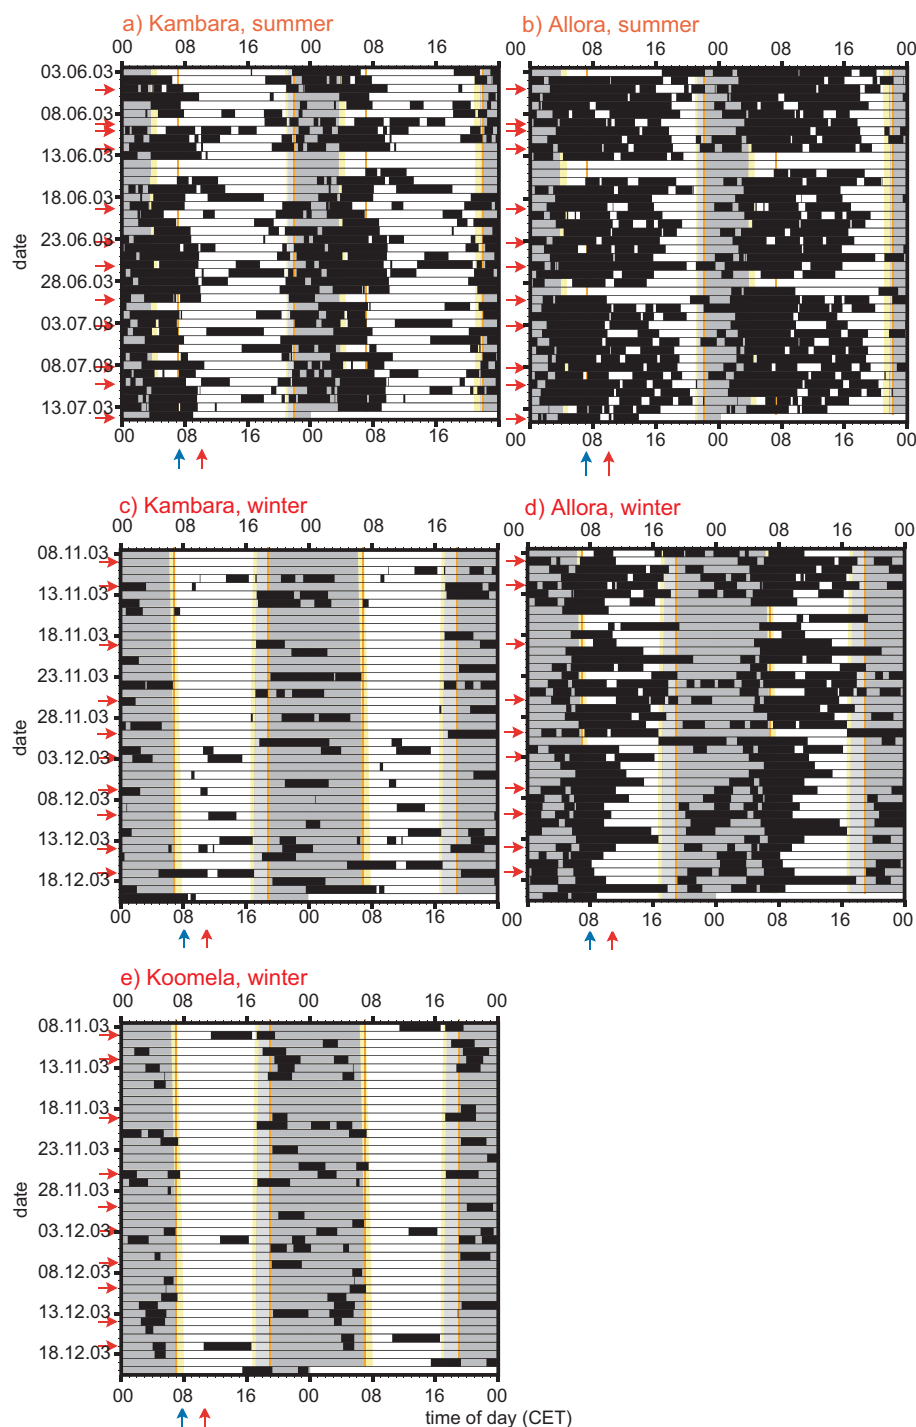 a) Kambara, summer
b) Allora, summer
00 08 16 00 08 16
00 08 16 00 08 16 00
03.06.03
08.06.03
13.06.03
18.06.03
23.06.03
28.06.03
03.07.03
08.07.03
13.07.03
date
00 08 16 00 08 16 00
00 08 16 00 08 16 00
c) Kambara, winter
d) Allora, winter
00 08 16 00 08 16
00 08 16 00 08 16 00
08.11.03
13.11.03
18.11.03
23.11.03
28.11.03
03.12.03
08.12.03
13.12.03
18.12.03
date
00 08 16 00 08 16 00
00 08 16 00 08 16 00
e) Koomela, winter
00 08 16 00 08 16 00
08.11.03
13.11.03
18.11.03
23.11.03
28.11.03
03.12.03
08.12.03
13.12.03
18.12.03
date
00 08 16 00 08 16 00
time of day (CET)